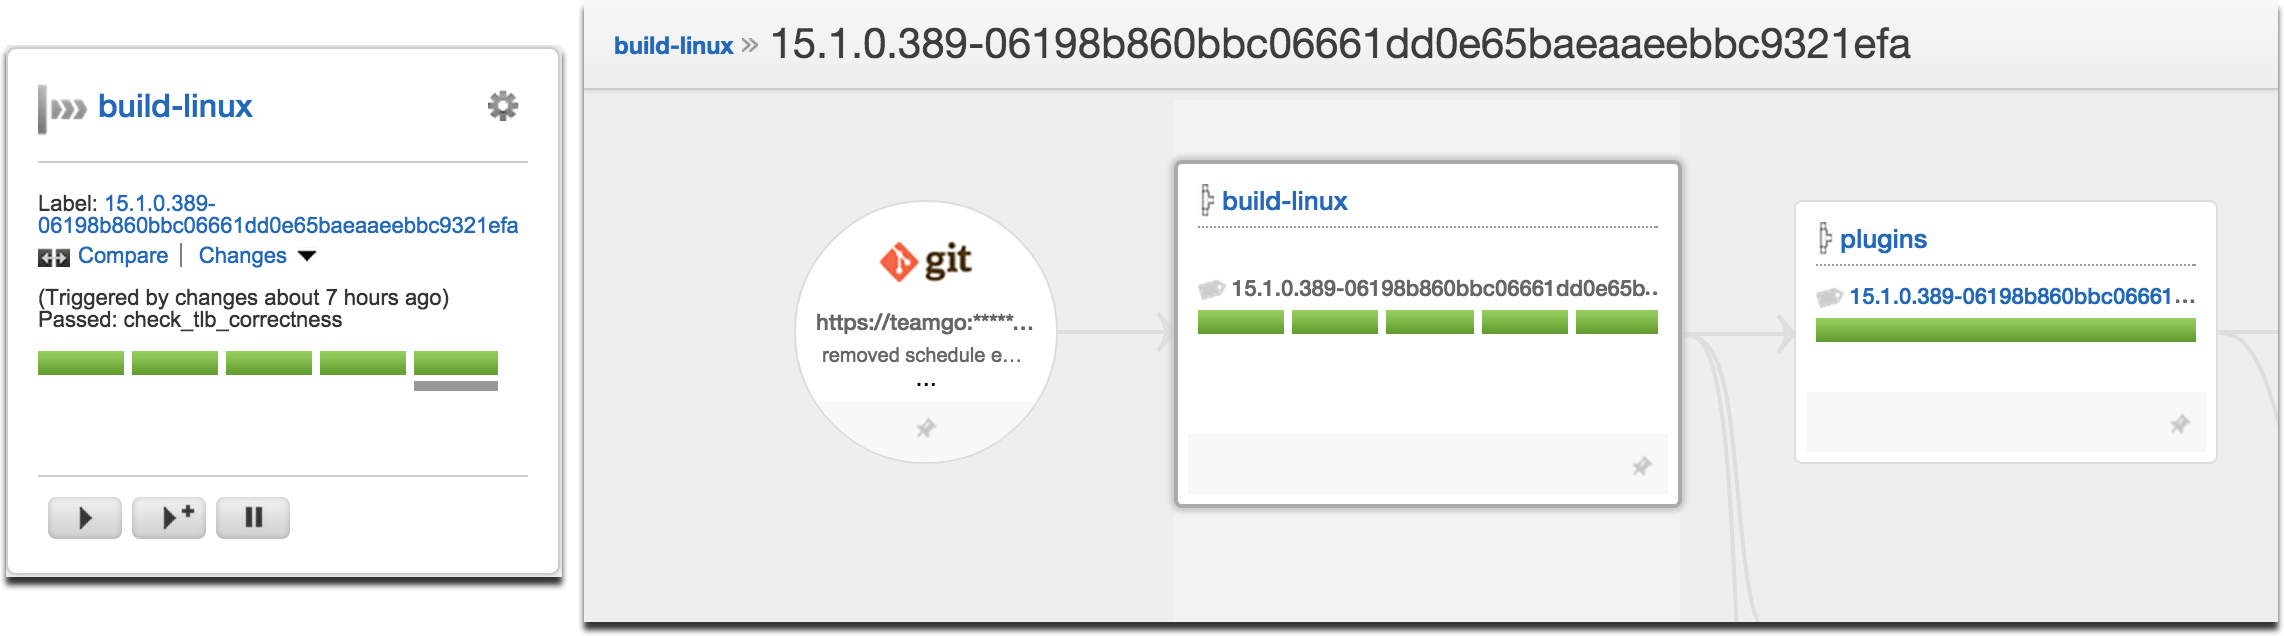 build-linux
Label: 15.1.0.389-
06198b860bbc06661dd0e65baeaaeebbc9321efa
Compare | Changes
(Triggered by changes about 7 hours ago)
Passed: check_tlb_correctness
build-linux » 15.1.0.389-06198b860bbc06661dd0e65baeaaeebbc9321efa
git
https://teamgo:*****...
removed schedule e...
...
build-linux
15.1.0.389-06198b860bbc06661dd0e65b..
plugins
15.1.0.389-06198b860bbc06661...